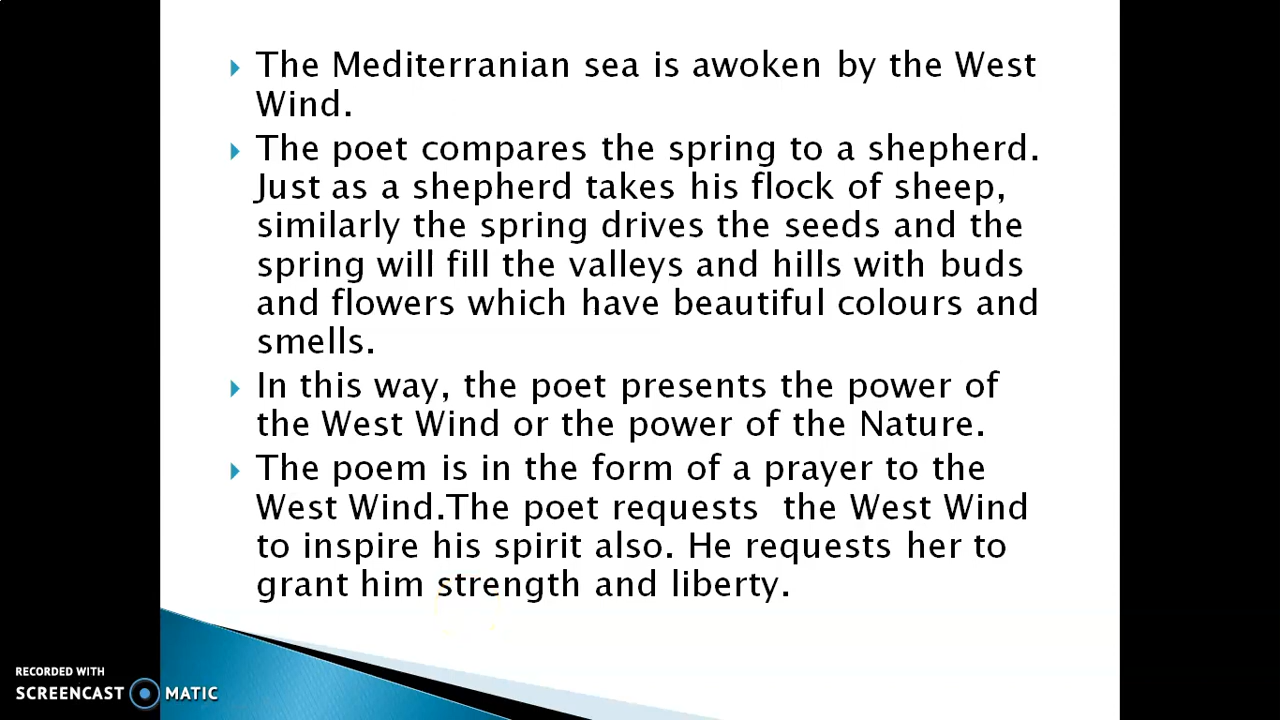 The Mediterranian sea is awoken by the West
Wind.
The poet compares the spring to a shepherd.
Just as a shepherd takes his flock of sheep,
similarly the spring drives the seeds and the
spring will fill the valleys and hills with buds
and flowers which have beautiful colours and
smells.
In this way, the poet presents the power of
the West Wind or the power of the Nature.
The poem is in the form of a prayer to the
West Wind.The poet requests  the West Wind
to inspire his spirit also. He requests her to
grant him strength and liberty.
RECORDED WITH
SCREENCAST MATIC